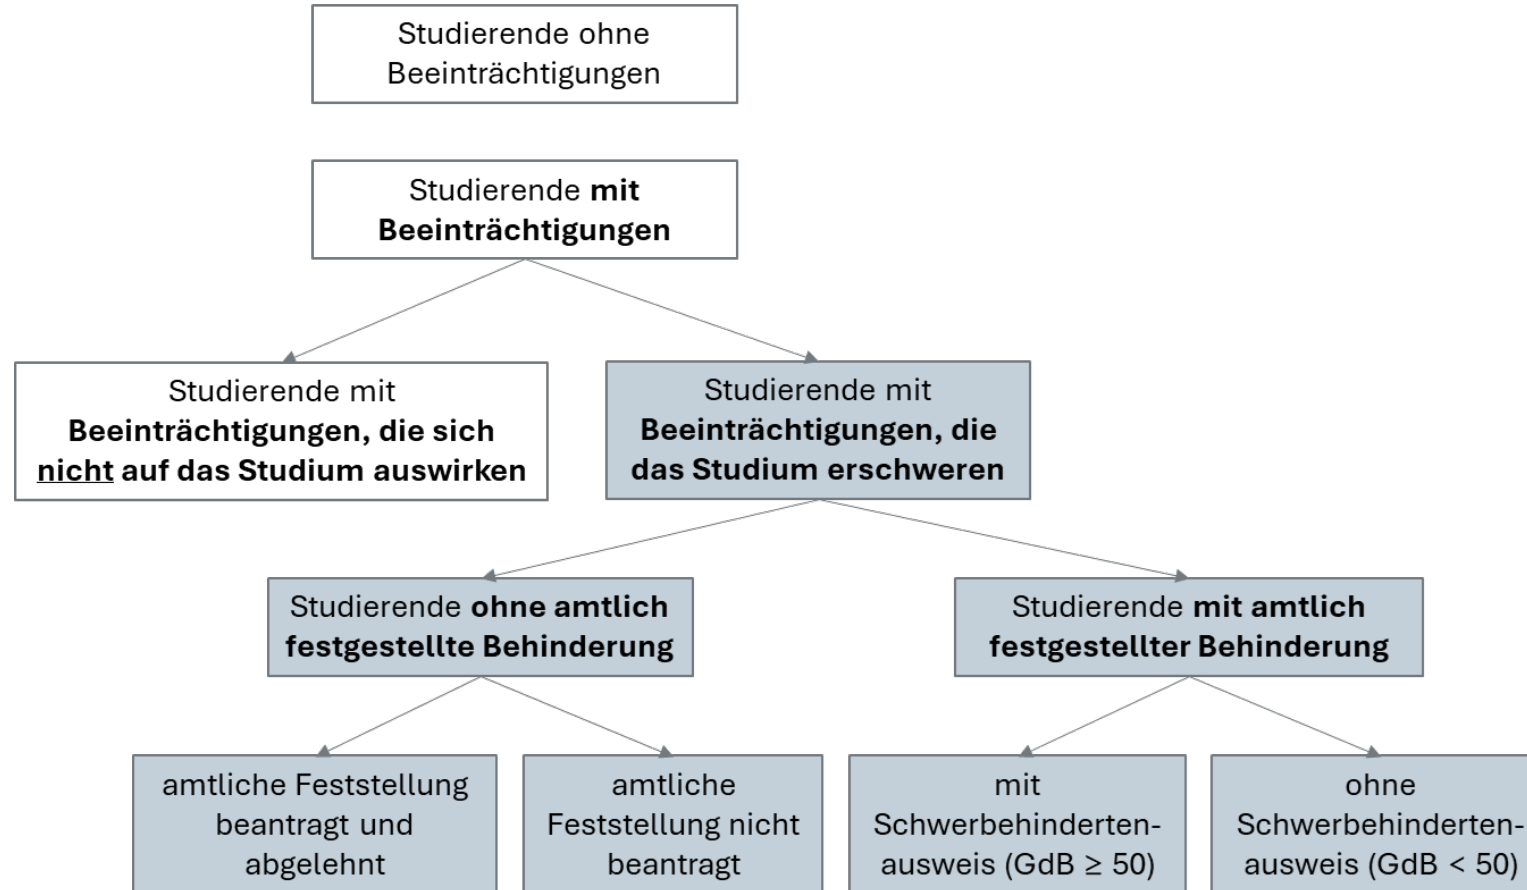 Studierende ohne
Beeinträchtigungen
Studierende mit
Beeinträchtigungen
Studierende mit
Beeinträchtigungen, die sich
nicht auf das Studium auswirken
Studierende mit
Beeinträchtigungen, die
das Studium erschweren
Studierende ohne amtlich
festgestellte Behinderung
Studierende mit amtlich
festgestellter Behinderung
amtliche Feststellung
beantragt und
abgelehnt
amtliche
Feststellung nicht
beantragt
mit
Schwerbehinderten-
ausweis (GdB ≥ 50)
ohne
Schwerbehinderten-
ausweis (GdB < 50)